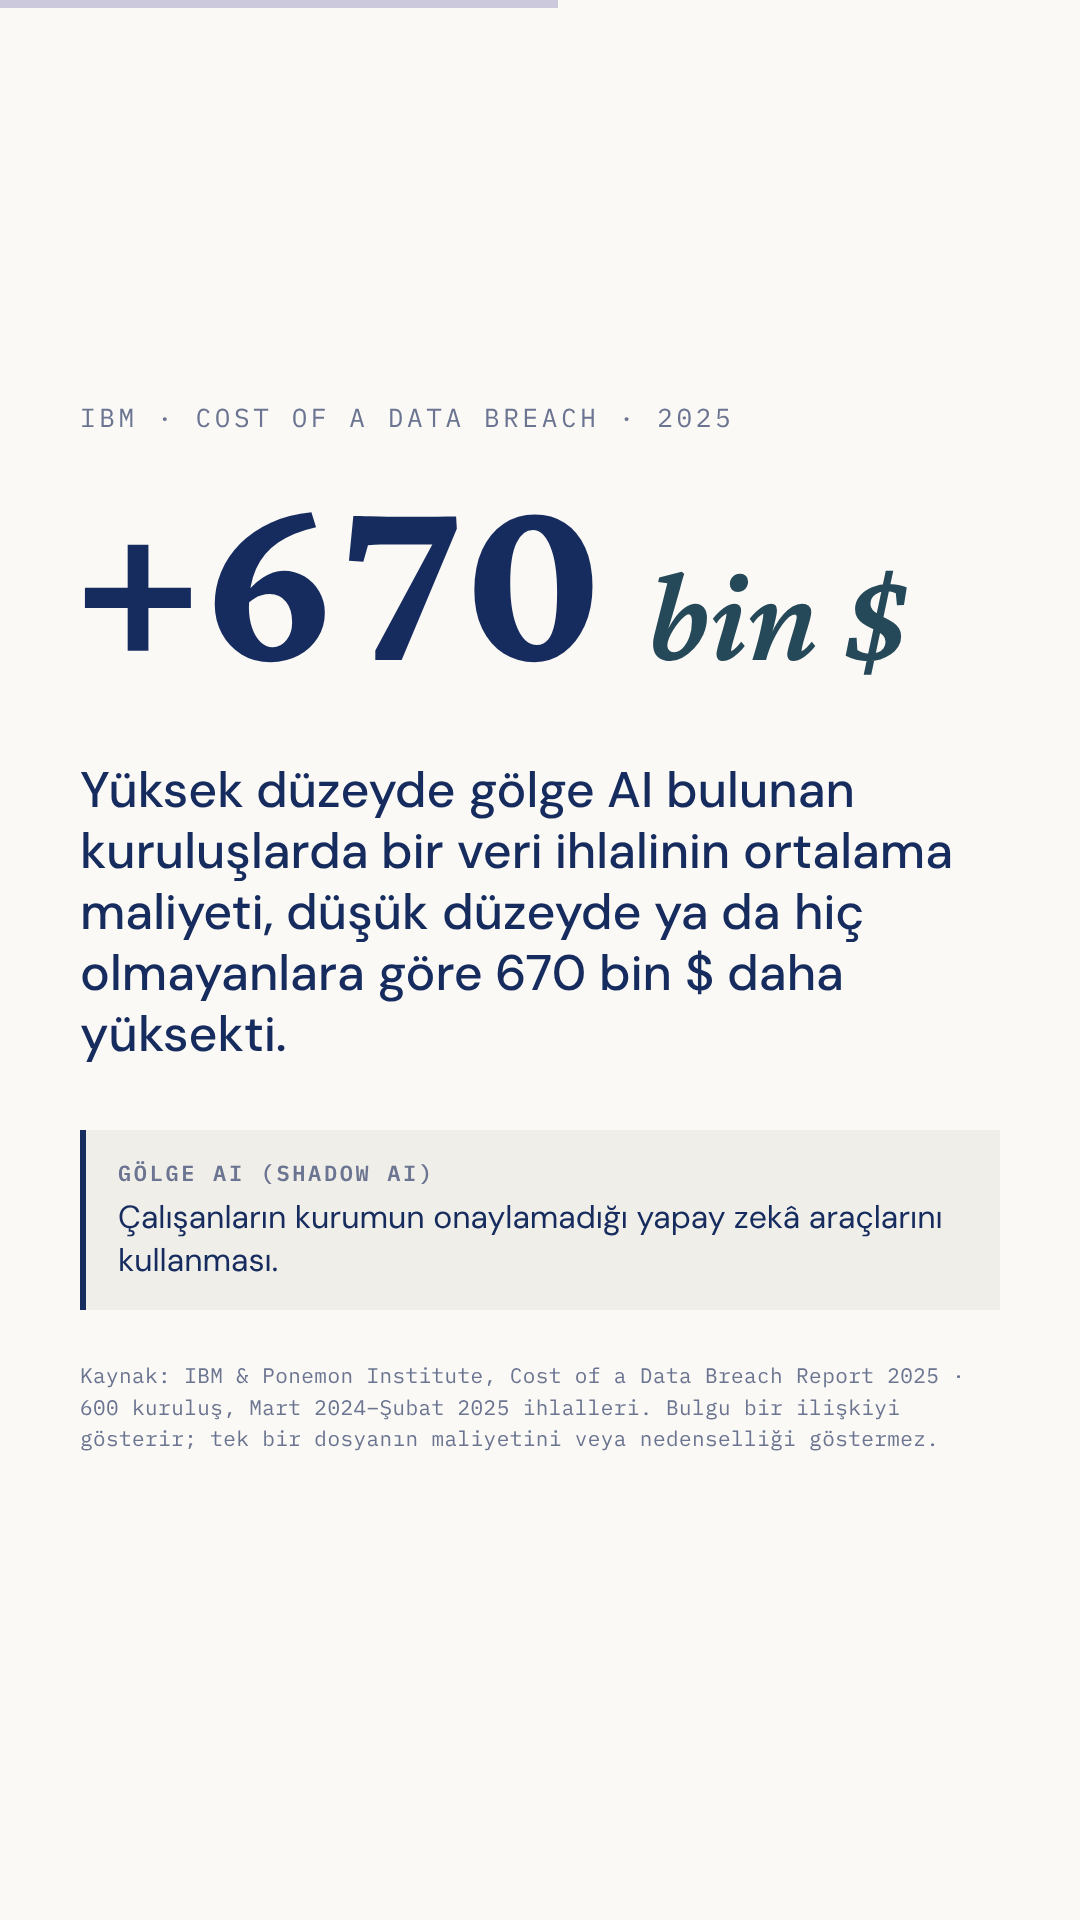 IBM · COST OF A DATA BREACH · 2025
+670 bin $
Yüksek düzeyde gölge AI bulunan
kuruluşlarda bir veri ihlalinin ortalama
maliyeti, düşük düzeyde ya da hiç
olmayanlara göre 670 bin $ daha
yüksekti.
GÖLGE AI (SHADOW AI)
Çalışanların kurumun onaylamadığı yapay zekâ araçlarını
kullanması.
Kaynak: IBM & Ponemon Institute, Cost of a Data Breach Report 2025 ·
600 kuruluş, Mart 2024–Şubat 2025 ihlalleri. Bulgu bir ilişkiyi
gösterir; tek bir dosyanın maliyetini veya nedenselliği göstermez.